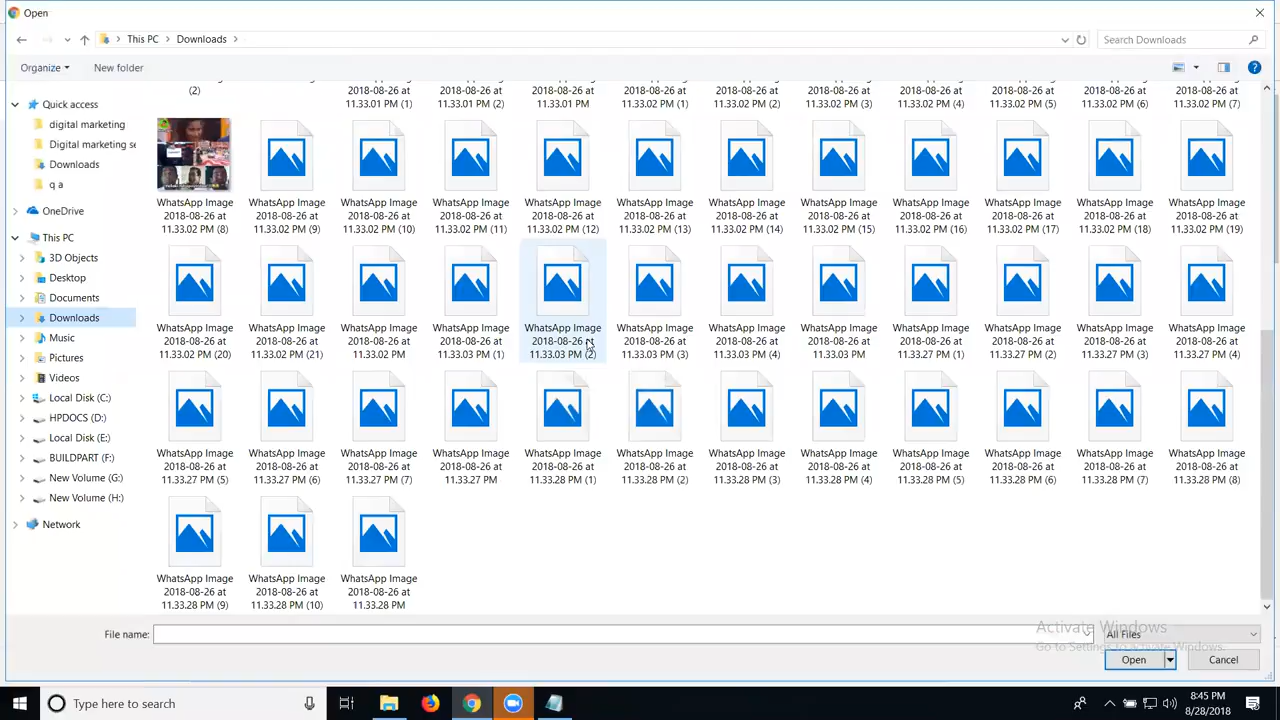 Open
This PC
Downloads
Search Downloads
Organize
New folder
(2)
2018-08-26 at
11.33.01 PM (1)
2018-08-26 at
11.33.01 PM (2)
2018-08-26 at
11.33.01 PM
2018-08-26 at
11.33.02 PM (1)
2018-08-26 at
11.33.02 PM (2)
2018-08-26 at
11.33.02 PM (3)
2018-08-26 at
11.33.02 PM (4)
2018-08-26 at
11.33.02 PM (5)
2018-08-26 at
11.33.02 PM (6)
2018-08-26 at
11.33.02 PM (7)
Quick access
digital marketing
Digital marketing se
Downloads
q a
OneDrive
This PC
3D Objects
Desktop
Documents
Downloads
Music
Pictures
Videos
Local Disk (C:)
HPDOCS (D:)
Local Disk (E:)
BUILDPART (F:)
New Volume (G:)
New Volume (H:)
Network
WhatsApp Image
2018-08-26 at
11.33.02 PM (8)
WhatsApp Image
2018-08-26 at
11.33.02 PM (9)
WhatsApp Image
2018-08-26 at
11.33.02 PM (10)
WhatsApp Image
2018-08-26 at
11.33.02 PM (11)
WhatsApp Image
2018-08-26 at
11.33.02 PM (12)
WhatsApp Image
2018-08-26 at
11.33.02 PM (13)
WhatsApp Image
2018-08-26 at
11.33.02 PM (14)
WhatsApp Image
2018-08-26 at
11.33.02 PM (15)
WhatsApp Image
2018-08-26 at
11.33.02 PM (16)
WhatsApp Image
2018-08-26 at
11.33.02 PM (17)
WhatsApp Image
2018-08-26 at
11.33.02 PM (18)
WhatsApp Image
2018-08-26 at
11.33.02 PM (19)
WhatsApp Image
2018-08-26 at
11.33.02 PM (20)
WhatsApp Image
2018-08-26 at
11.33.02 PM (21)
WhatsApp Image
2018-08-26 at
11.33.02 PM
WhatsApp Image
2018-08-26 at
11.33.03 PM (1)
WhatsApp Image
2018-08-26 at
11.33.03 PM (2)
WhatsApp Image
2018-08-26 at
11.33.03 PM (3)
WhatsApp Image
2018-08-26 at
11.33.03 PM (4)
WhatsApp Image
2018-08-26 at
11.33.03 PM
WhatsApp Image
2018-08-26 at
11.33.27 PM (1)
WhatsApp Image
2018-08-26 at
11.33.27 PM (2)
WhatsApp Image
2018-08-26 at
11.33.27 PM (3)
WhatsApp Image
2018-08-26 at
11.33.27 PM (4)
WhatsApp Image
2018-08-26 at
11.33.27 PM (5)
WhatsApp Image
2018-08-26 at
11.33.27 PM (6)
WhatsApp Image
2018-08-26 at
11.33.27 PM (7)
WhatsApp Image
2018-08-26 at
11.33.27 PM
WhatsApp Image
2018-08-26 at
11.33.28 PM (1)
WhatsApp Image
2018-08-26 at
11.33.28 PM (2)
WhatsApp Image
2018-08-26 at
11.33.28 PM (3)
WhatsApp Image
2018-08-26 at
11.33.28 PM (4)
WhatsApp Image
2018-08-26 at
11.33.28 PM (5)
WhatsApp Image
2018-08-26 at
11.33.28 PM (6)
WhatsApp Image
2018-08-26 at
11.33.28 PM (7)
WhatsApp Image
2018-08-26 at
11.33.28 PM (8)
WhatsApp Image
2018-08-26 at
11.33.28 PM (9)
WhatsApp Image
2018-08-26 at
11.33.28 PM (10)
WhatsApp Image
2018-08-26 at
11.33.28 PM
File name:
All Files
Activate Windows
Go to Settings to activate Windows.
Open
Cancel
Type here to search
8:45 PM
8/28/2018